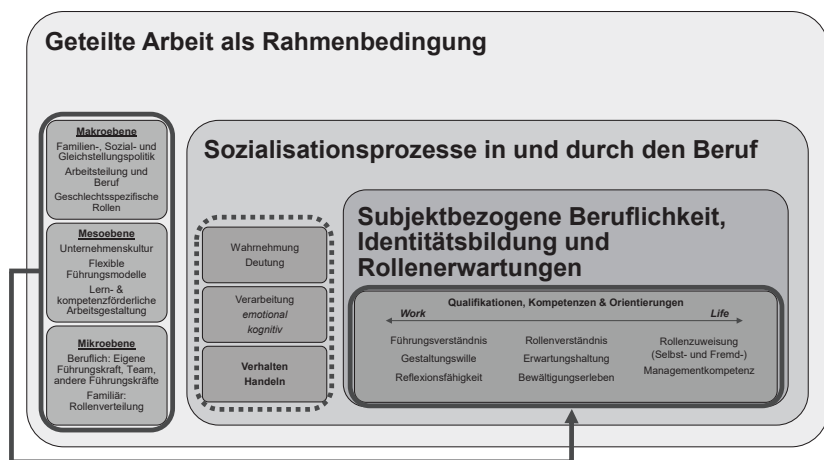 Geteilte Arbeit als Rahmenbedingung
Makroebene
Familien-, Sozial- und
Gleichstellungspolitik
Arbeitsteilung und
Beruf
Geschlechtsspezifische
Rollen
Mesoebene
Unternehmenskultur
Flexible
Führungsmodelle
Lern- &
kompetenzförderliche
Arbeitsgestaltung
Mikroebene
Beruflich: Eigene
Führungskraft, Team,
andere Führungskräfte
Familiär:
Rollenverteilung
Sozialisationsprozesse in und durch den Beruf
Wahrnehmung
Deutung
Verarbeitung
emotional
kognitiv
Verhalten
Handeln
Subjektbezogene Beruflichkeit,
Identitätsbildung und
Rollenerwartungen
Qualifikationen, Kompetenzen & Orientierungen
Work Life
Führungsverständnis
Gestaltungswille
Reflexionsfähigkeit
Rollenverständnis
Erwartungshaltung
Bewältigungserleben
Rollenzuweisung
(Selbst- und Fremd-)
Managementkompetenz